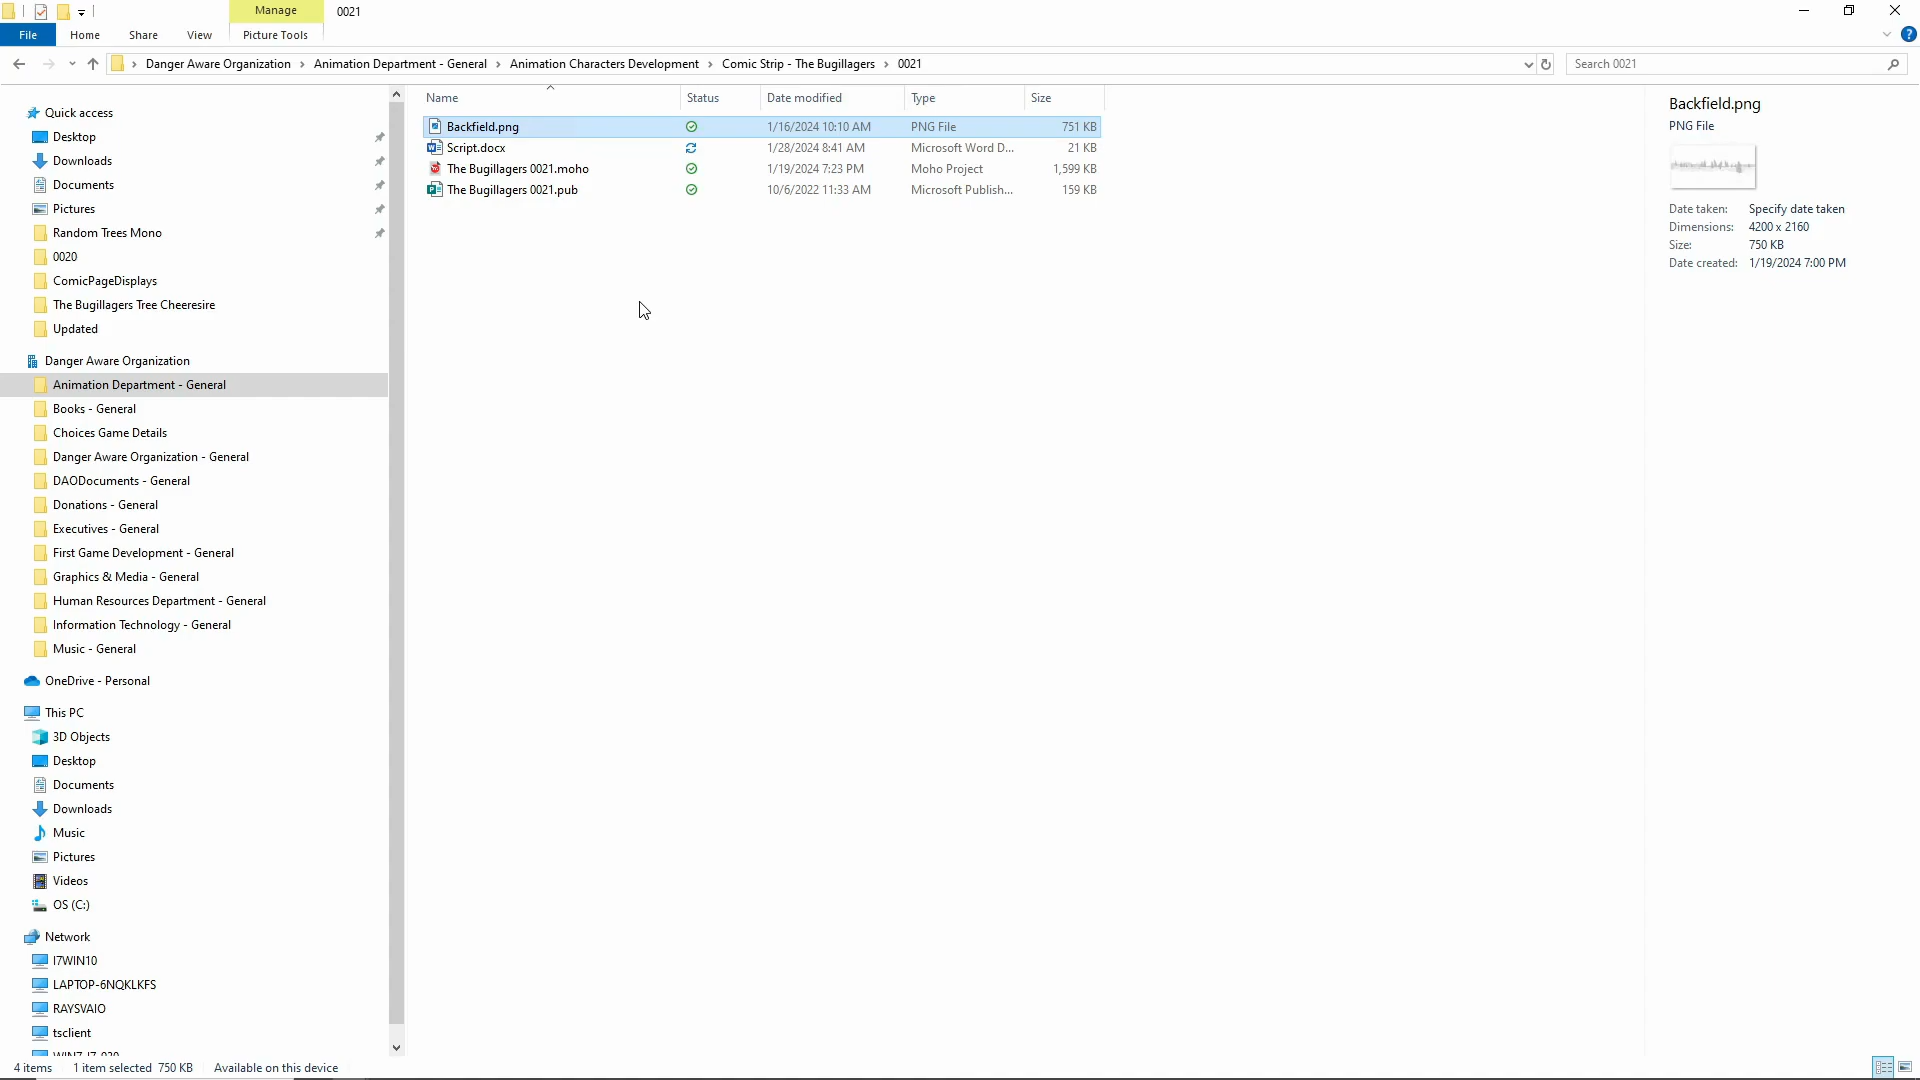 Manage
0021
File
Home
Share
View
Picture Tools
Danger Aware Organization
Animation Department - General
Animation Characters Development
Comic Strip - The Bugillagers
0021
Search 0021
Name
Status
Date modified
Type
Size
Backfield.png
1/16/2024 10:10 AM
PNG File
751 KB
Script.docx
1/28/2024 8:41 AM
Microsoft Word D...
21 KB
The Bugillagers 0021.moho
1/19/2024 7:23 PM
Moho Project
1,599 KB
The Bugillagers 0021.pub
10/6/2022 11:33 AM
Microsoft Publish...
159 KB
Quick access
Desktop
Downloads
Documents
Pictures
Random Trees Mono
0020
ComicPageDisplays
The Bugillagers Tree Cheeresire
Updated
Danger Aware Organization
Animation Department - General
Books - General
Choices Game Details
Danger Aware Organization - General
DAODocuments - General
Donations - General
Executives - General
First Game Development - General
Graphics & Media - General
Human Resources Department - General
Information Technology - General
Music - General
OneDrive - Personal
This PC
3D Objects
Desktop
Documents
Downloads
Music
Pictures
Videos
OS (C:)
Network
I7WIN10
LAPTOP-6NQKLKFS
RAYSVAIO
tsclient
Backfield.png
PNG File
Date taken: Specify date taken
Dimensions: 4200 x 2160
Size: 750 KB
Date created: 1/19/2024 7:00 PM
4 items
1 item selected 750 KB
Available on this device